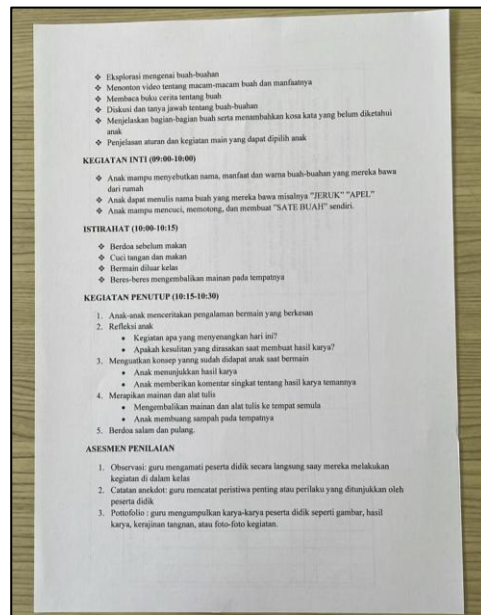 ❖ Eksplorasi mengenai buah-buahan
❖ Menonton video tentang macam-macam buah dan manfaatnya
❖ Membaca buku cerita tentang buah
❖ Diskusi dan tanya jawab tentang buah-buahan
❖ Menjelaskan bagian-bagian buah serta menambahkan kosa kata yang belum diketahui
anak
❖ Penjelasan aturan dan kegiatan main yang dapat dipilih anak
KEGIATAN INTI (09:00-10:00)
❖ Anak mampu menyebutkan nama, manfaat dan warna buah-buahan yang mereka bawa
dari rumah
❖ Anak dapat menulis nama buah yang mereka bawa misalnya "JERUK" "APEL"
❖ Anak mampu mencuci, memotong, dan membuat "SATE BUAH" sendiri.
ISTIRAHAT (10:00-10:15)
❖ Berdoa sebelum makan
❖ Cuci tangan dan makan
❖ Bermain diluar kelas
❖ Beres-beres mengembalikan mainan pada tempatnya
KEGIATAN PENUTUP (10:15-10:30)
1. Anak-anak menceritakan pengalaman bermain yang berkesan
2. Refleksi anak
• Kegiatan apa yang menyenangkan hari ini?
• Apakah kesulitan yang dirasakan saat membuat hasil karya?
3. Menguatkan konsep yanng sudah didapat anak saat bermain
• Anak menunjukkan hasil karya
• Anak memberikan komentar singkat tentang hasil karya temannya
4. Merapikan mainan dan alat tulis
• Mengembalikan mainan dan alat tulis ke tempat semula
• Anak membuang sampah pada tempatnya
5. Berdoa salam dan pulang.
ASESMEN PENILAIAN
1. Observasi: guru mengamati peserta didik secara langsung saay mereka melakukan
kegiatan di dalam kelas
2. Catatan anekdot: guru mencatat peristiwa penting atau perilaku yang ditunjukkan oleh
peserta didik
3. Pottofolio : guru mengumpulkan karya-karya peserta didik seperti gambar, hasil
karya, kerajinan tangnan, atau foto-foto kegiatan.